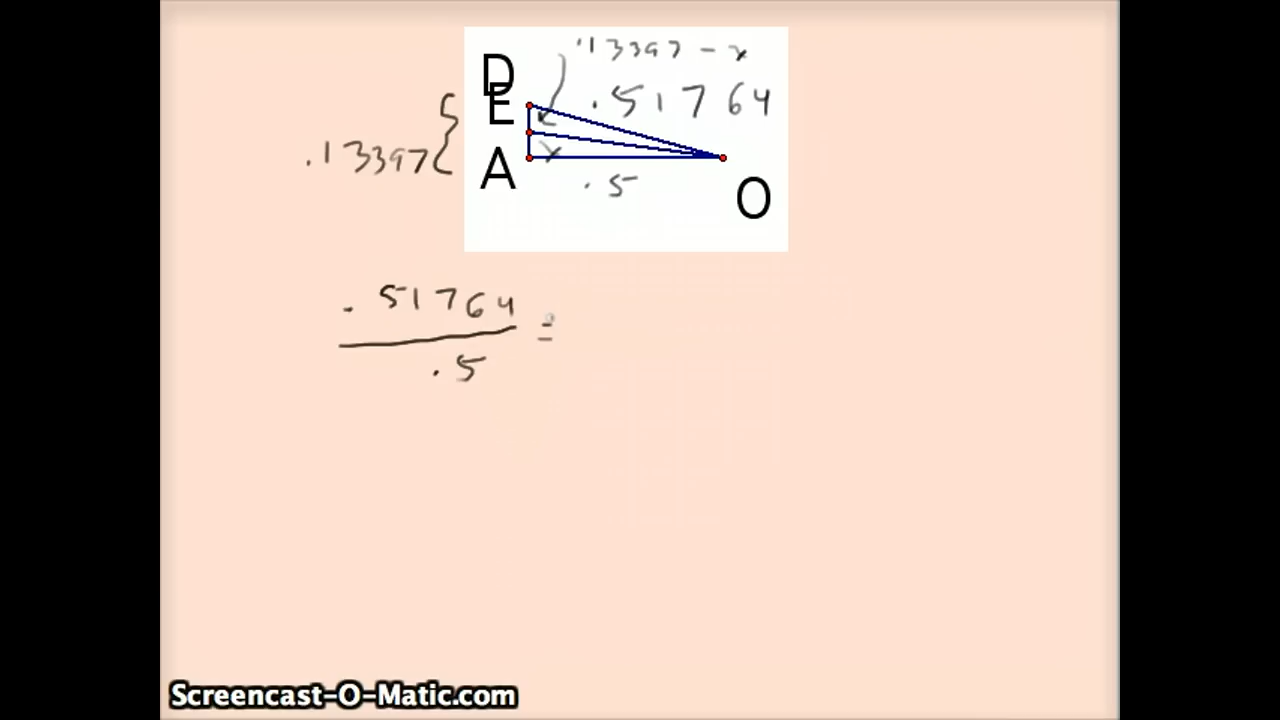 .13397 - x
D
.51764
E
.13397
A
x
.5
O
.51764
.5
=
Screencast-O-Matic.com